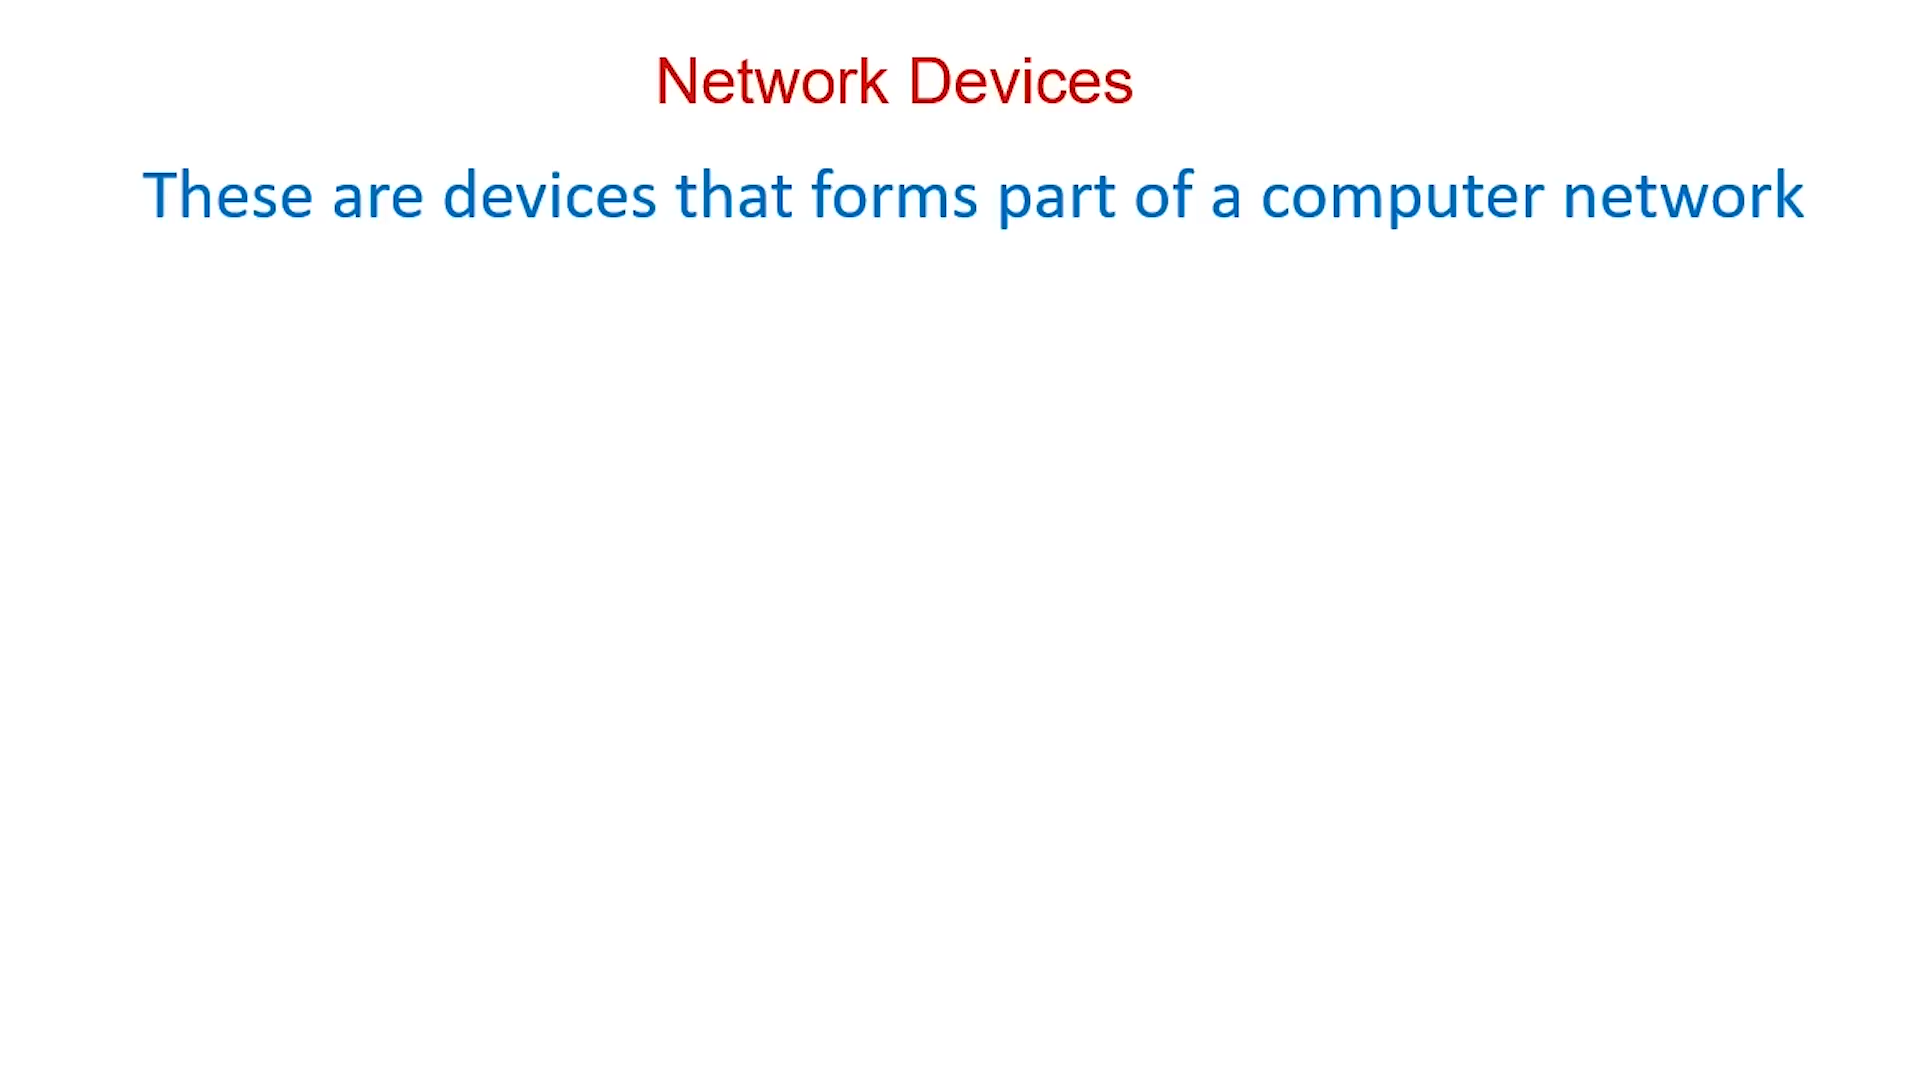 Network Devices
These are devices that forms part of a computer network